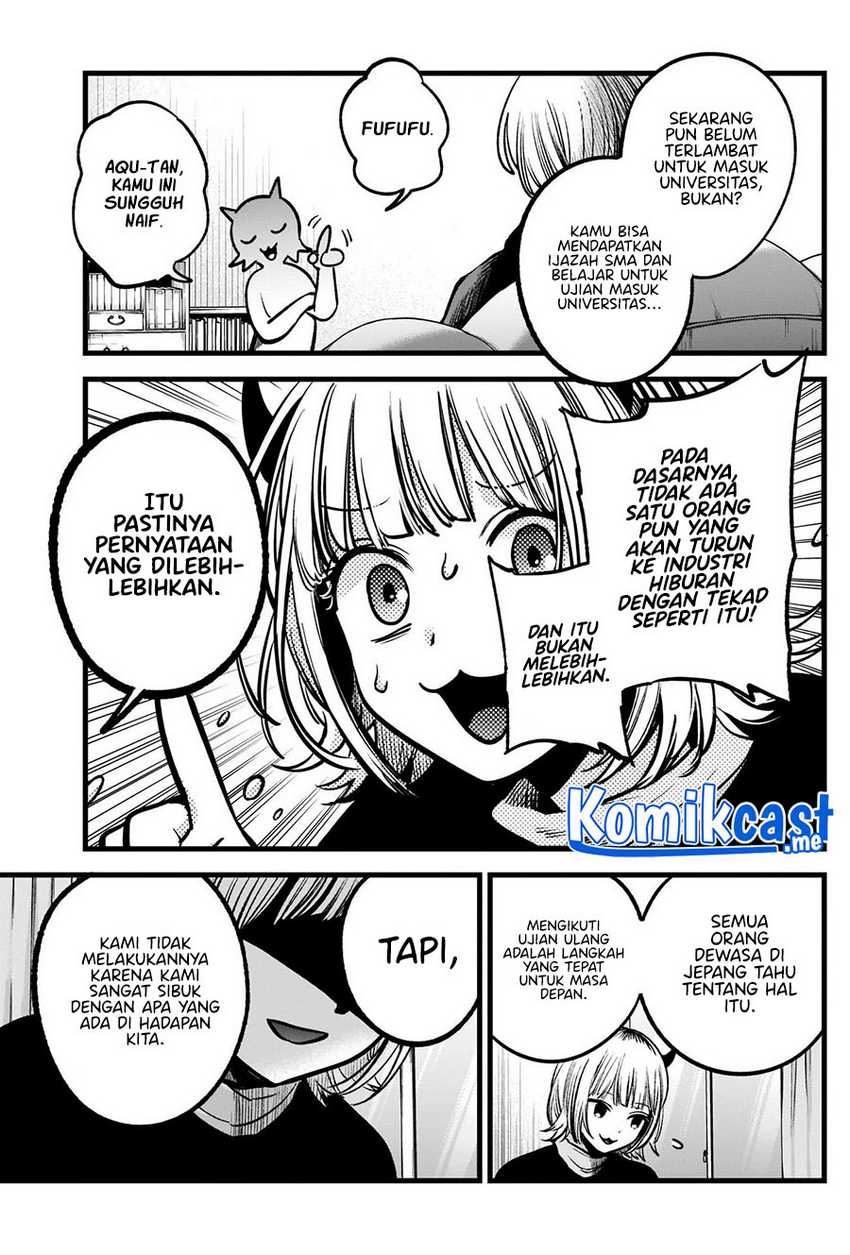 SEKARANG
PUN BELUM
TERLAMBAT
UNTUK MASUK
UNIVERSITAS,
BUKAN?
KAMU BISA
MENDAPATKAN
IJAZAH SMA DAN
BELAJAR UNTUK
UJIAN MASUK
UNIVERSITAS...
FUFUFU.
AQU-TAN,
KAMU INI
SUNGGUH
NAIF.
PADA
DASARNYA,
TIDAK ADA
SATU ORANG
PUN YANG
AKAN TURUN
KE INDUSTRI
HIBURAN
DENGAN TEKAD
SEPERTI ITU!
DAN ITU
BUKAN
MELEBIH-
LEBIHKAN.
ITU
PASTINYA
PERNYATAAN
YANG DILEBIH-
LEBIHKAN.
Komikcast
.me
SEMUA
ORANG
DEWASA DI
JEPANG TAHU
TENTANG HAL
ITU.
MENGIKUTI
UJIAN ULANG
ADALAH LANGKAH
YANG TEPAT
UNTUK MASA
DEPAN.
TAPI,
KAMI TIDAK
MELAKUKANNYA
KARENA KAMI
SANGAT SIBUK
DENGAN APA YANG
ADA DI HADAPAN
KITA.